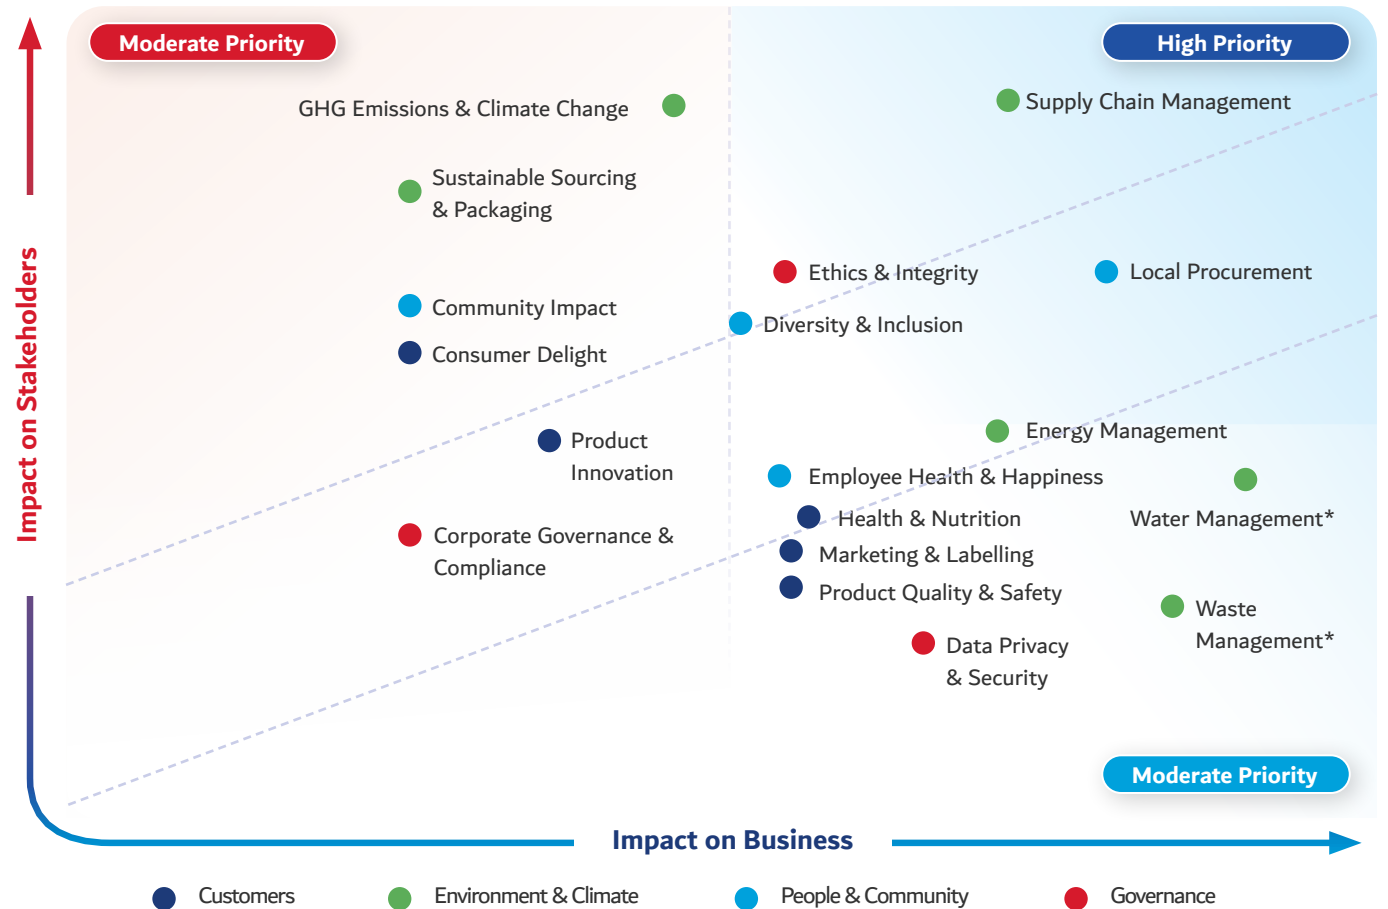 Moderate Priority
High Priority
GHG Emissions & Climate Change
Supply Chain Management
Sustainable Sourcing
& Packaging
Ethics & Integrity
Local Procurement
Community Impact
Diversity & Inclusion
Consumer Delight
Product
Innovation
Energy Management
Employee Health & Happiness
Health & Nutrition
Water Management*
Corporate Governance &
Compliance
Marketing & Labelling
Product Quality & Safety
Waste
Management*
Data Privacy
& Security
Moderate Priority
Impact on Stakeholders
Impact on Business
Customers
Environment & Climate
People & Community
Governance